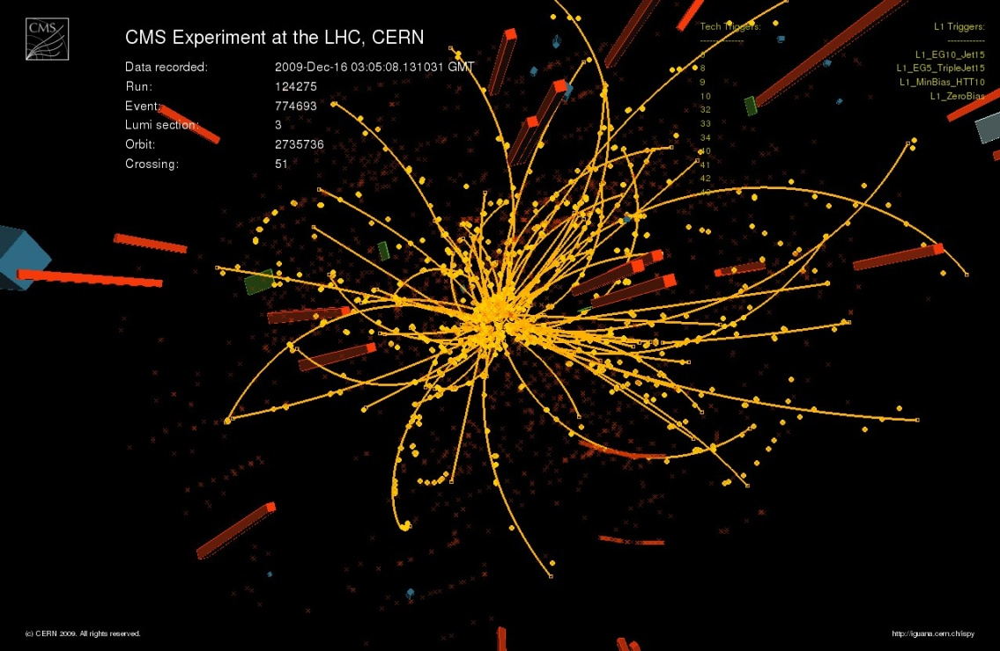 CMS
CMS Experiment at the LHC, CERN
Data recorded: 2009-Dec-16 03:05:08.131031 GMT
Run: 124275
Event: 774693
Lumi section: 3
Orbit: 2735736
Crossing: 51
Tech Triggers:
--------------
8
9
10
32
33
34
40
41
42
43
L1 Triggers:
------------
L1_EG10_Jet15
L1_EG5_TripleJet15
L1_MinBias_HTT10
L1_ZeroBias
(c) CERN 2009. All rights reserved.
http://iguana.cern.ch/ispy